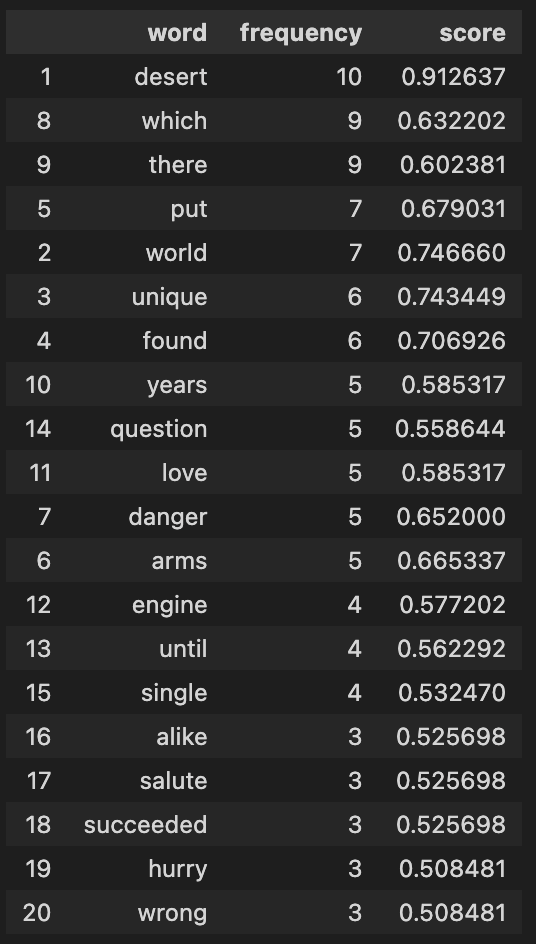 word frequency score
1 desert 10 0.912637
8 which 9 0.632202
9 there 9 0.602381
5 put 7 0.679031
2 world 7 0.746660
3 unique 6 0.743449
4 found 6 0.706926
10 years 5 0.585317
14 question 5 0.558644
11 love 5 0.585317
7 danger 5 0.652000
6 arms 5 0.665337
12 engine 4 0.577202
13 until 4 0.562292
15 single 4 0.532470
16 alike 3 0.525698
17 salute 3 0.525698
18 succeeded 3 0.525698
19 hurry 3 0.508481
20 wrong 3 0.508481